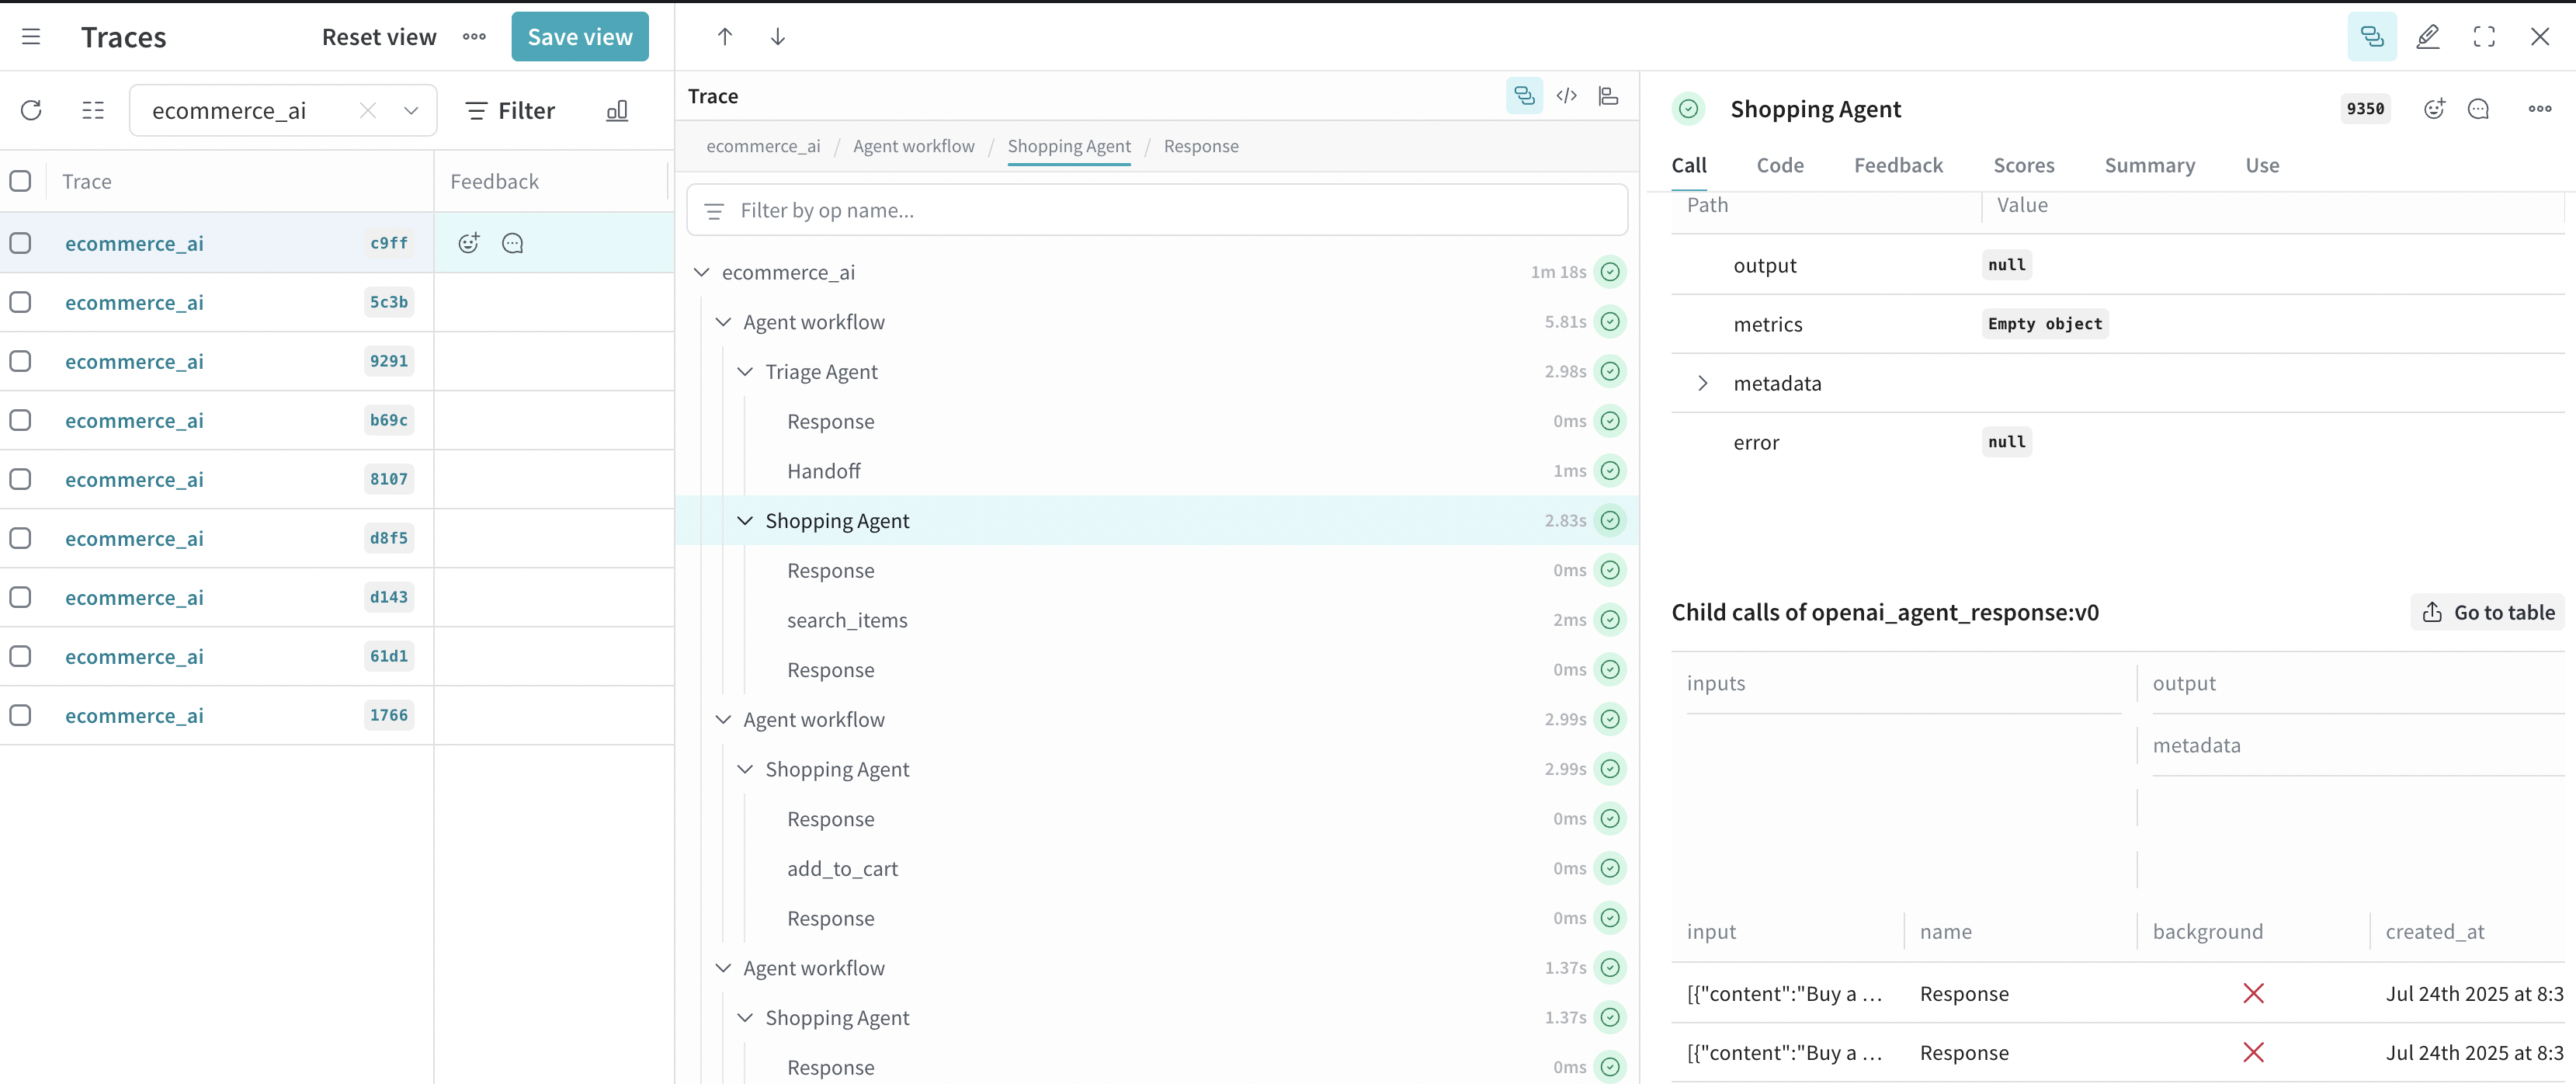 Traces
Reset view
Save view
ecommerce_ai
Filter
Trace
Feedback
ecommerce_ai c9ff
ecommerce_ai 5c3b
ecommerce_ai 9291
ecommerce_ai b69c
ecommerce_ai 8107
ecommerce_ai d8f5
ecommerce_ai d143
ecommerce_ai 61d1
ecommerce_ai 1766
Trace
ecommerce_ai / Agent workflow / Shopping Agent / Response
Filter by op name...
ecommerce_ai 1m 18s
Agent workflow 5.81s
Triage Agent 2.98s
Response 0ms
Handoff 1ms
Shopping Agent 2.83s
Response 0ms
search_items 2ms
Response 0ms
Agent workflow 2.99s
Shopping Agent 2.99s
Response 0ms
add_to_cart 0ms
Response 0ms
Agent workflow 1.37s
Shopping Agent 1.37s
Response 0ms
Shopping Agent 9350
Call Code Feedback Scores Summary Use
Path Value
output null
metrics Empty object
metadata
error null
Child calls of openai_agent_response:v0
Go to table
inputs output
metadata
input name background created_at
[{"content":"Buy a ... Response Jul 24th 2025 at 8:3
[{"content":"Buy a ... Response Jul 24th 2025 at 8:3